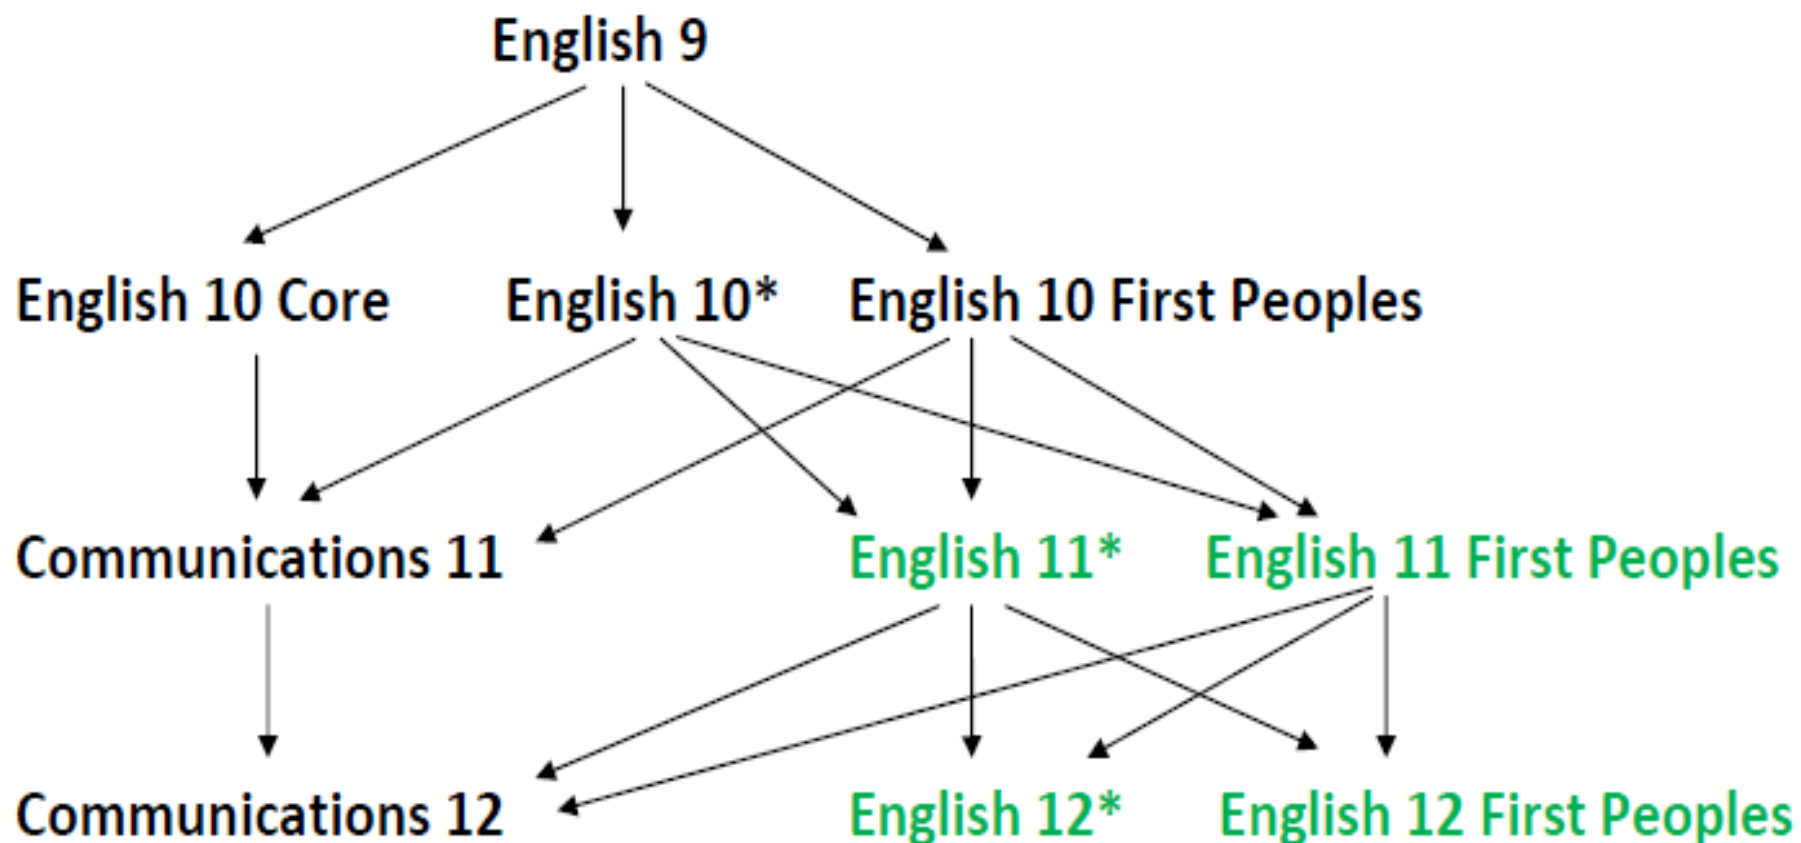 English 9
English 10 Core
English 10*
English 10 First Peoples
Communications 11
English 11*
English 11 First Peoples
Communications 12
English 12*
English 12 First Peoples